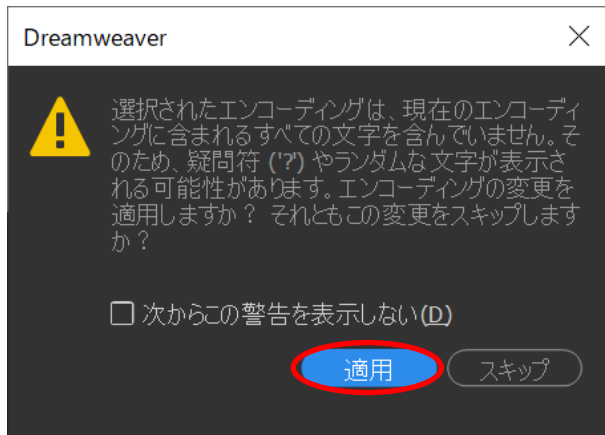 Dreamweaver
選択されたエンコーディングは、現在のエンコーディ
ングに含まれるすべての文字を含んでいません。そ
のため、疑問符 ('?') やランダムな文字が表示さ
れる可能性があります。エンコーディングの変更を
適用しますか？ それともこの変更をスキップします
か？
次からこの警告を表示しない(D)
適用
スキップ